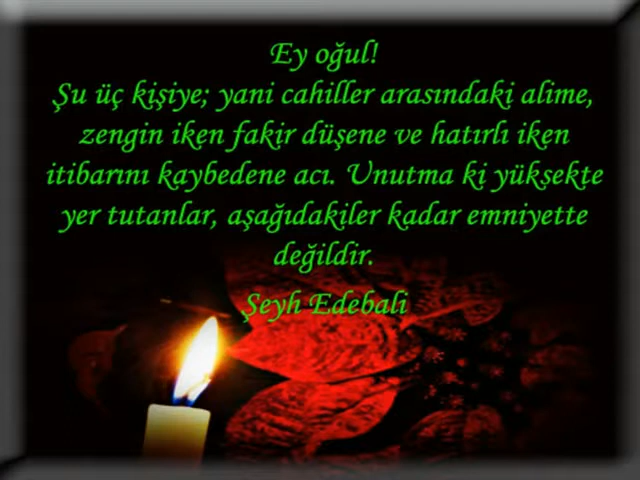 Ey oğul!
Şu üç kişiye; yani cahiller arasındaki alime,
zengin iken fakir düşene ve hatırlı iken
itibarını kaybedene acı. Unutma ki yüksekte
yer tutanlar, aşağıdakiler kadar emniyette
değildir.
Şeyh Edebali